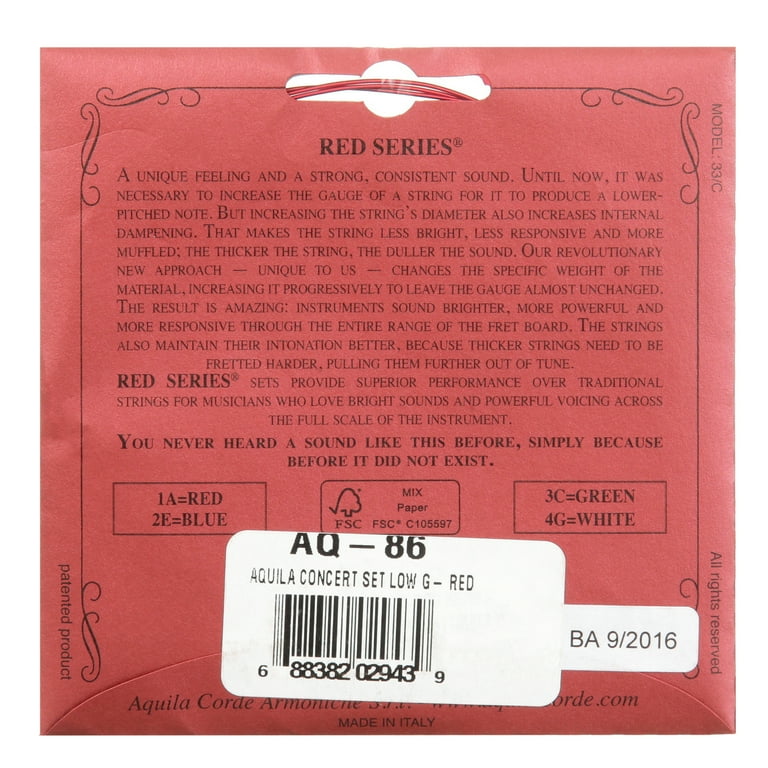 RED SERIES®
A UNIQUE FEELING AND A STRONG, CONSISTENT SOUND. UNTIL NOW, IT WAS
NECESSARY TO INCREASE THE GAUGE OF A STRING FOR IT TO PRODUCE A LOWER-
PITCHED NOTE. BUT INCREASING THE STRING'S DIAMETER ALSO INCREASES INTERNAL
DAMPENING. THAT MAKES THE STRING LESS BRIGHT, LESS RESPONSIVE AND MORE
MUFFLED; THE THICKER THE STRING, THE DULLER THE SOUND. OUR REVOLUTIONARY
NEW APPROACH — UNIQUE TO US — CHANGES THE SPECIFIC WEIGHT OF THE
MATERIAL, INCREASING IT PROGRESSIVELY TO LEAVE THE GAUGE ALMOST UNCHANGED.
THE RESULT IS AMAZING: INSTRUMENTS SOUND BRIGHTER, MORE POWERFUL AND
MORE RESPONSIVE THROUGH THE ENTIRE RANGE OF THE FRET BOARD. THE STRINGS
ALSO MAINTAIN THEIR INTONATION BETTER, BECAUSE THICKER STRINGS NEED TO BE
FRETTED HARDER, PULLING THEM FURTHER OUT OF TUNE.
RED SERIES® SETS PROVIDE SUPERIOR PERFORMANCE OVER TRADITIONAL
STRINGS FOR MUSICIANS WHO LOVE BRIGHT SOUNDS AND POWERFUL VOICING ACROSS
THE FULL SCALE OF THE INSTRUMENT.
YOU NEVER HEARD A SOUND LIKE THIS BEFORE, SIMPLY BECAUSE
BEFORE IT DID NOT EXIST.
MODEL: 33/C
1A=RED
2E=BLUE
FSC
MIX
Paper
FSC® C105597
3C=GREEN
4G=WHITE
AQ – 86
AQUILA CONCERT SET LOW G– RED
6 88382 02943 9
BA 9/2016
patented product
All rights reserved
Aquila Corde Armoniche S.r.l. www.aquilacorde.com
MADE IN ITALY